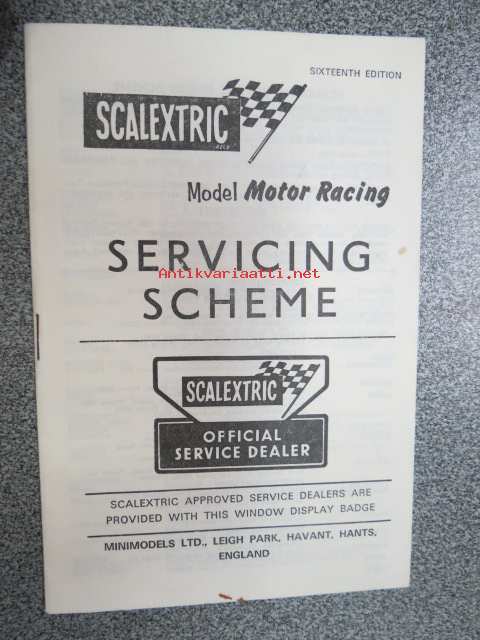 SIXTEENTH EDITION
SCALEXTRIC
Model Motor Racing
SERVICING
Antikvariaatti.net
SCHEME
SCALEXTRIC
OFFICIAL
SERVICE DEALER
SCALEXTRIC APPROVED SERVICE DEALERS ARE
PROVIDED WITH THIS WINDOW DISPLAY BADGE
MINIMODELS LTD., LEIGH PARK, HAVANT, HANTS,
ENGLAND